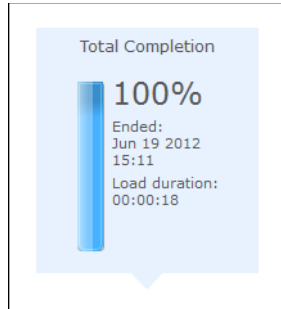 Total Completion
100%
Ended:
Jun 19 2012
15:11
Load duration:
00:00:18